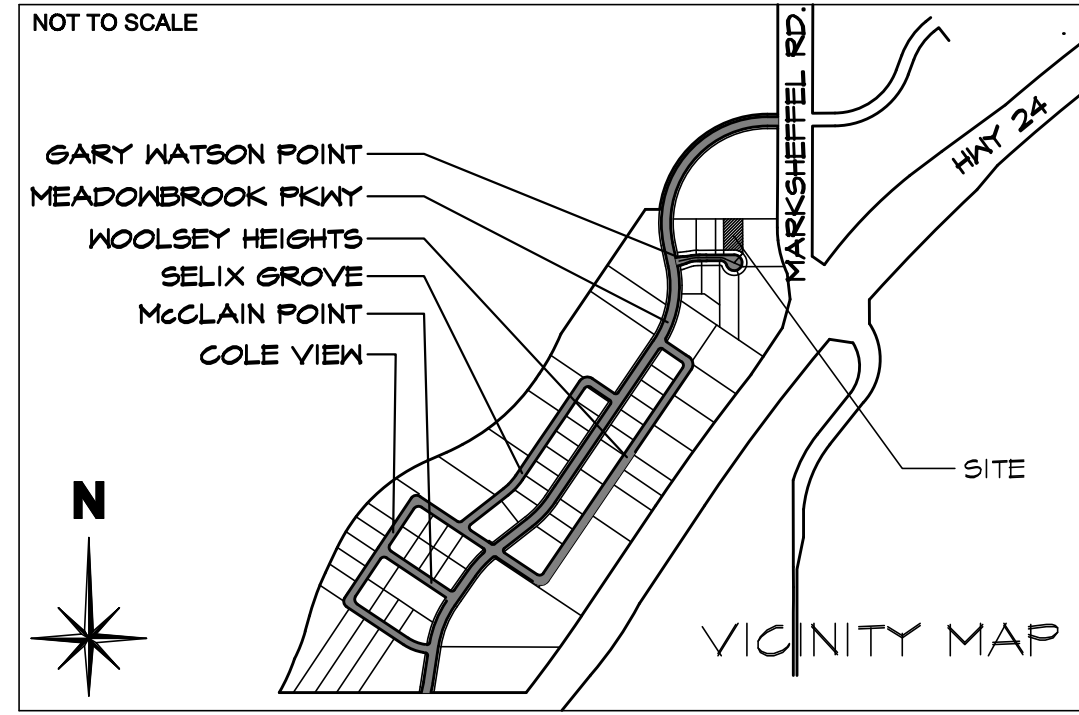 NOT TO SCALE
MARKSHEFFEL RD.
HWY 24
GARY WATSON POINT
MEADOWBROOK PKWY
WOOLSEY HEIGHTS
SELIX GROVE
McCLAIN POINT
COLE VIEW
SITE
N
VICINITY MAP